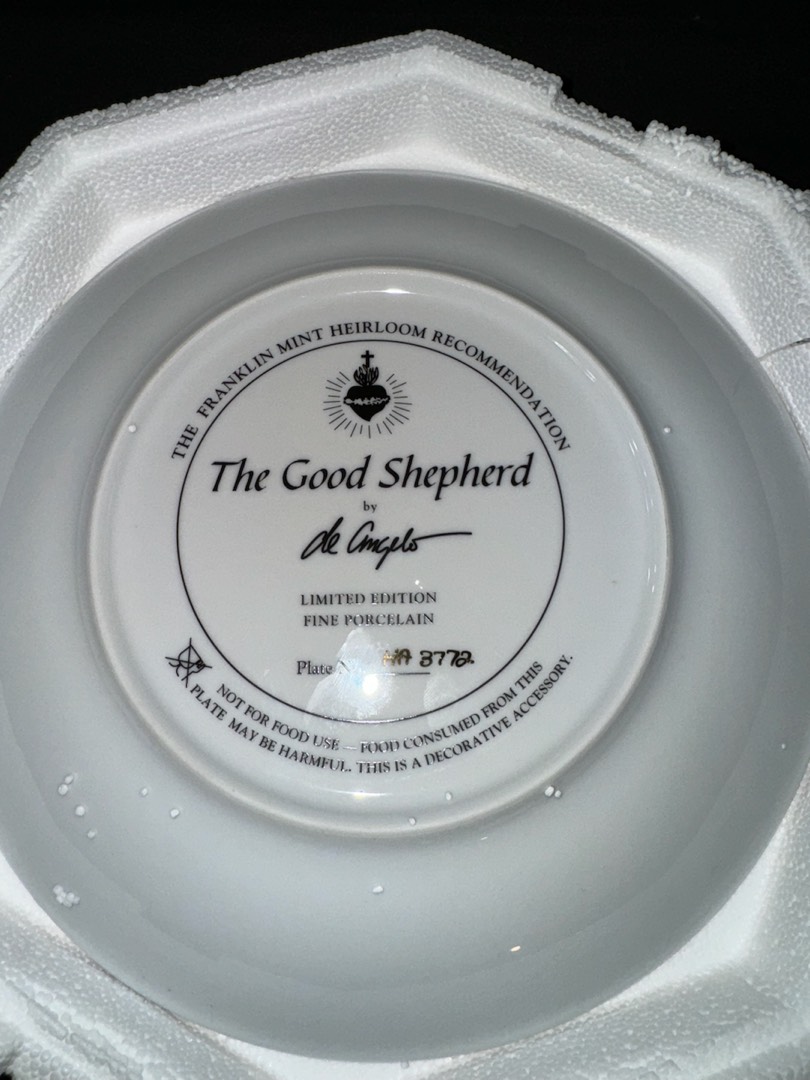 THE FRANKLIN MINT HEIRLOOM RECOMMENDATION
The Good Shepherd
by
de Angelo
LIMITED EDITION
FINE PORCELAIN
Plate 3772
NOT FOR FOOD USE — FOOD CONSUMED FROM THIS
PLATE MAY BE HARMFUL. THIS IS A DECORATIVE ACCESSORY.